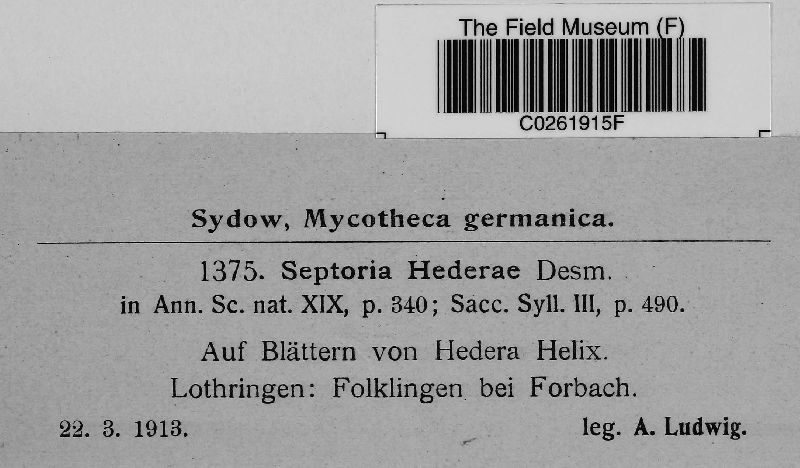 The Field Museum (F)
C0261915F
Sydow, Mycotheca germanica.
1375. Septoria Hederae Desm.
in Ann. Sc. nat. XIX, p. 340; Sacc. Syll. III, p. 490.
Auf Blättern von Hedera Helix.
Lothringen: Folklingen bei Forbach.
22. 3. 1913. leg. A. Ludwig.